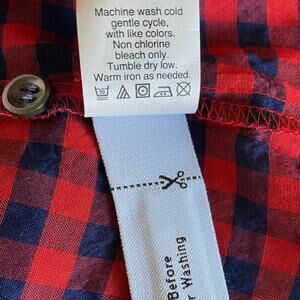 Machine wash cold
gentle cycle,
with like colors.
Non chlorine
bleach only.
Tumble dry low.
Warm iron as needed.
Before
Washing